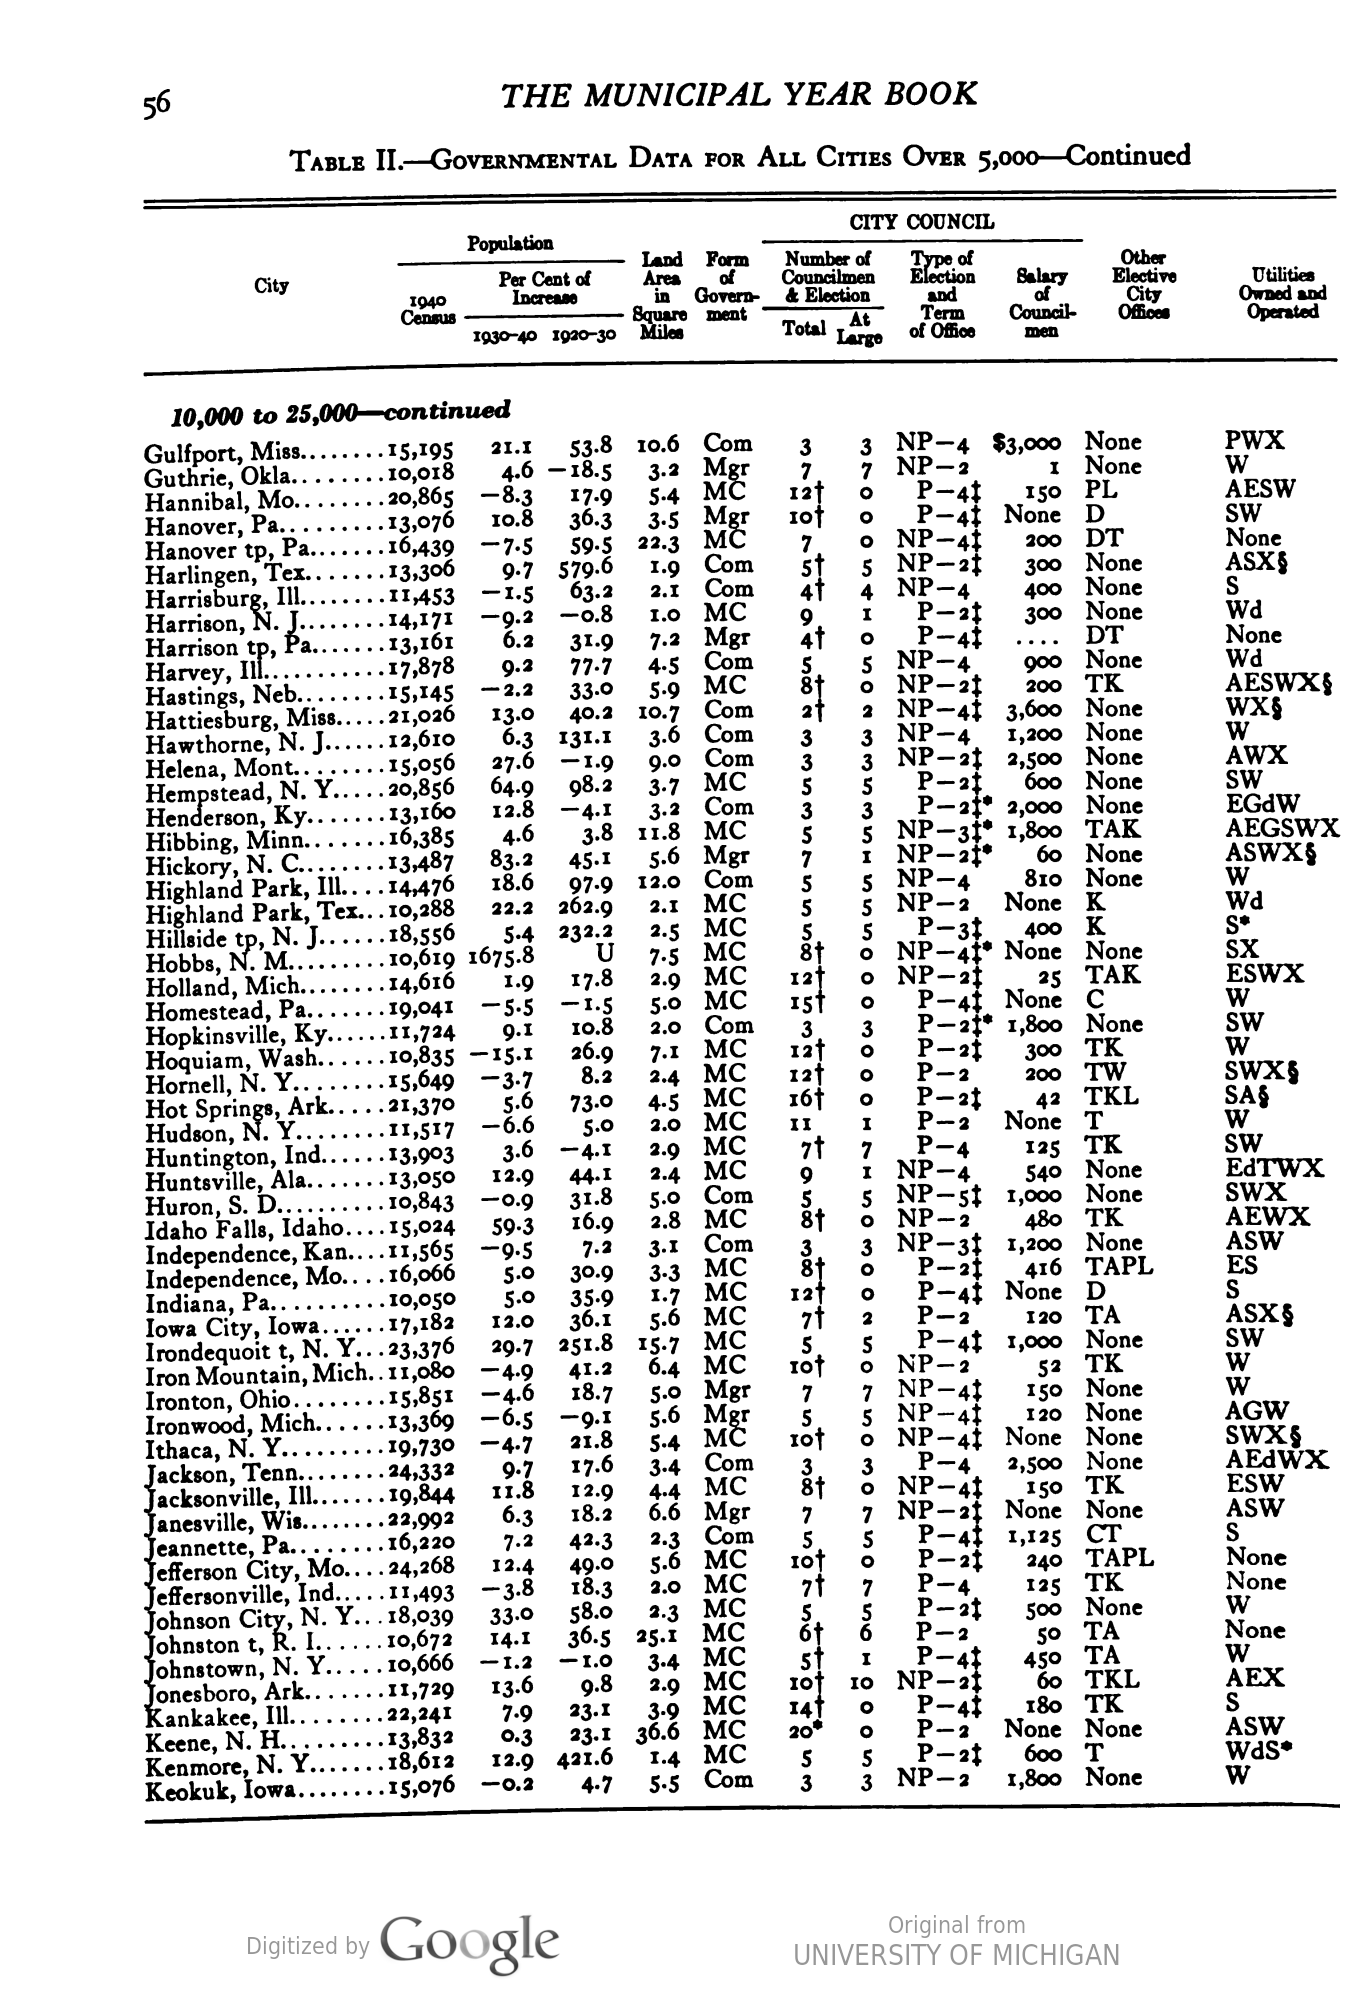 56
THE MUNICIPAL YEAR BOOK
TABLE II.—GOVERNMENTAL DATA FOR ALL CITIES OVER 5,000—Continued
CITY COUNCIL
Population
City
1940 Census
Per Cent of Increase
1930-40 1920-30
Land Area in Square Miles
Form of Govern-ment
Number of Councilmen & Election
Total At Large
Type of Election and Term of Office
Salary of Council-men
Other Elective City Offices
Utilities Owned and Operated
10,000 to 25,000—continued
Gulfport, Miss........15,195 21.1 53.8 10.6 Com 3 3 NP—4 $3,000 None PWX
Guthrie, Okla........10,018 4.6 —18.5 3.2 Mgr 7 7 NP—2 1 None W
Hannibal, Mo........20,865 —8.3 17.9 5.4 MC 12† 0 P—4‡ 150 PL AESW
Hanover, Pa.........13,076 10.8 36.3 3.5 Mgr 10† 0 P—4‡ None D SW
Hanover tp, Pa.......16,439 —7.5 59.5 22.3 MC 7 0 NP—4‡ 200 DT None
Harlingen, Tex.......13,306 9.7 579.6 1.9 Com 5† 5 NP—2‡ 300 None ASX§
Harrisburg, Ill........11,453 —1.5 63.2 2.1 Com 4† 4 NP—4 400 None S
Harrison, N. J........14,171 —9.2 —0.8 1.0 MC 9 1 P—2‡ 300 None Wd
Harrison tp, Pa.......13,161 6.2 31.9 7.2 Mgr 4† 0 P—4‡ .... DT None
Harvey, Ill...........17,878 9.2 77.7 4.5 Com 5 5 NP—4 900 None Wd
Hastings, Neb........15,145 —2.2 33.0 5.9 MC 8† 0 NP—2‡ 200 TK AESWX§
Hattiesburg, Miss.....21,026 13.0 40.2 10.7 Com 2† 2 NP—4‡ 3,600 None WX§
Hawthorne, N. J......12,610 6.3 131.1 3.6 Com 3 3 NP—4 1,200 None W
Helena, Mont.........15,056 27.6 —1.9 9.0 Com 3 3 NP—2‡ 2,500 None AWX
Hempstead, N. Y.....20,856 64.9 98.2 3.7 MC 5 5 P—2‡ 600 None SW
Henderson, Ky.......13,160 12.8 —4.1 3.2 Com 3 3 P—2‡* 2,000 None EGdW
Hibbing, Minn.......16,385 4.6 3.8 11.8 MC 5 5 NP—3‡* 1,800 TAK AEGSWX
Hickory, N. C........13,487 83.2 45.1 5.6 Mgr 7 1 NP—2‡* 60 None ASWX§
Highland Park, Ill....14,476 18.6 97.9 12.0 Com 5 5 NP—4 810 None W
Highland Park, Tex...10,288 22.2 262.9 2.1 MC 5 5 NP—2 None K Wd
Hillside tp, N. J......18,556 5.4 232.2 2.5 MC 5 5 P—3‡ 400 K S*
Hobbs, N. M.........10,619 1675.8 U 7.5 MC 8† 0 NP—4‡* None None SX
Holland, Mich........14,616 1.9 17.8 2.9 MC 12† 0 NP—2‡ 25 TAK ESWX
Homestead, Pa.......19,041 —5.5 —1.5 5.0 MC 15† 0 P—4‡ None C W
Hopkinsville, Ky......11,724 9.1 10.8 2.0 Com 3 3 P—2‡* 1,800 None SW
Hoquiam, Wash......10,835 —15.1 26.9 7.1 MC 12† 0 P—2‡ 300 TK W
Hornell, N. Y........15,649 —3.7 8.2 2.4 MC 12† 0 P—2 200 TW SWX§
Hot Springs, Ark.....21,370 5.6 73.0 4.5 MC 16† 0 P—2‡ 42 TKL SA§
Hudson, N. Y........11,517 —6.6 5.0 2.0 MC 11 1 P—2 None T W
Huntington, Ind......13,903 3.6 —4.1 2.9 MC 7† 7 P—4 125 TK SW
Huntsville, Ala.......13,050 12.9 44.1 2.4 MC 9 1 NP—4 540 None EdTWX
Huron, S. D..........10,843 —0.9 31.8 5.0 Com 5 5 NP—5‡ 1,000 None SWX
Idaho Falls, Idaho....15,024 59.3 16.9 2.8 MC 8† 0 NP—2 480 TK AEWX
Independence, Kan....11,565 —9.5 7.2 3.1 Com 3 3 NP—3‡ 1,200 None ASW
Independence, Mo....16,066 5.0 30.9 3.3 MC 8† 0 P—2‡ 416 TAPL ES
Indiana, Pa..........10,050 5.0 35.9 1.7 MC 12† 0 P—4‡ None D S
Iowa City, Iowa......17,182 12.0 36.1 5.6 MC 7† 2 P—2 120 TA ASX§
Irondequoit t, N. Y...23,376 29.7 251.8 15.7 MC 5 5 P—4‡ 1,000 None SW
Iron Mountain, Mich..11,080 —4.9 41.2 6.4 MC 10† 0 NP—2 52 TK W
Ironton, Ohio........15,851 —4.6 18.7 5.0 Mgr 7 7 NP—4‡ 150 None W
Ironwood, Mich......13,369 —6.5 —9.1 5.6 Mgr 5 5 NP—4‡ 120 None AGW
Ithaca, N. Y.........19,730 —4.7 21.8 5.4 MC 10† 0 NP—4‡ None None SWX§
Jackson, Tenn........24,332 9.7 17.6 3.4 Com 3 3 P—4 2,500 None AEdWX
Jacksonville, Ill.......19,844 11.8 12.9 4.4 MC 8† 0 NP—4‡ 150 TK ESW
Janesville, Wis........22,992 6.3 18.2 6.6 Mgr 7 7 NP—2‡ None None ASW
Jeannette, Pa........16,220 7.2 42.3 2.3 Com 5 5 P—4‡ 1,125 CT S
Jefferson City, Mo....24,268 12.4 49.0 5.6 MC 10† 0 P—2‡ 240 TAPL None
Jeffersonville, Ind.....11,493 —3.8 18.3 2.0 MC 7† 7 P—4 125 TK None
Johnson City, N. Y...18,039 33.0 58.0 2.3 MC 5 5 P—2‡ 500 None W
Johnston t, R. I......10,672 14.1 36.5 25.1 MC 6† 6 P—2 50 TA None
Johnstown, N. Y.....10,666 —1.2 —1.0 3.4 MC 5† 1 P—4‡ 450 TA W
Jonesboro, Ark.......11,729 13.6 9.8 2.9 MC 10† 10 NP—2‡ 60 TKL AEX
Kankakee, Ill........22,241 7.9 23.1 3.9 MC 14† 0 P—4‡ 180 TK S
Keene, N. H.........13,832 0.3 23.1 36.6 MC 20* 0 P—2 None None ASW
Kenmore, N. Y.......18,612 12.9 421.6 1.4 MC 5 5 P—2‡ 600 T WdS*
Keokuk, Iowa........15,076 —0.2 4.7 5.5 Com 3 3 NP—2 1,800 None W
Digitized by Google
Original from
UNIVERSITY OF MICHIGAN